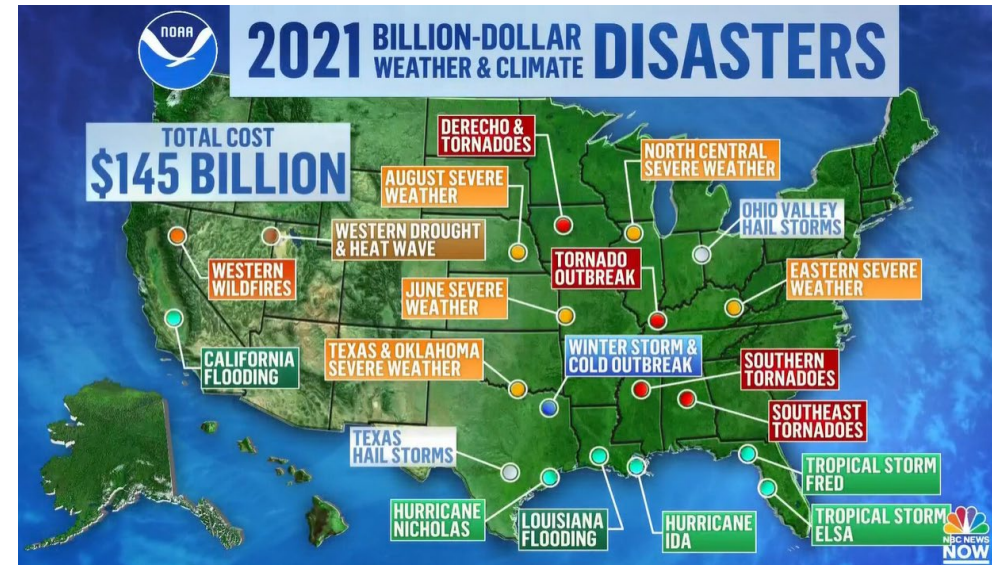 NOAA
2021 BILLION-DOLLAR
WEATHER & CLIMATE DISASTERS
TOTAL COST
$145 BILLION
DERECHO &
TORNADOES
NORTH CENTRAL
SEVERE WEATHER
AUGUST SEVERE
WEATHER
OHIO VALLEY
HAIL STORMS
WESTERN DROUGHT
& HEAT WAVE
WESTERN
WILDFIRES
TORNADO
OUTBREAK
EASTERN SEVERE
WEATHER
JUNE SEVERE
WEATHER
CALIFORNIA
FLOODING
TEXAS & OKLAHOMA
SEVERE WEATHER
WINTER STORM &
COLD OUTBREAK
SOUTHERN
TORNADOES
SOUTHEAST
TORNADOES
TEXAS
HAIL STORMS
TROPICAL STORM
FRED
HURRICANE
NICHOLAS
LOUISIANA
FLOODING
HURRICANE
IDA
TROPICAL STORM
ELSA
NBC NEWS
NOW